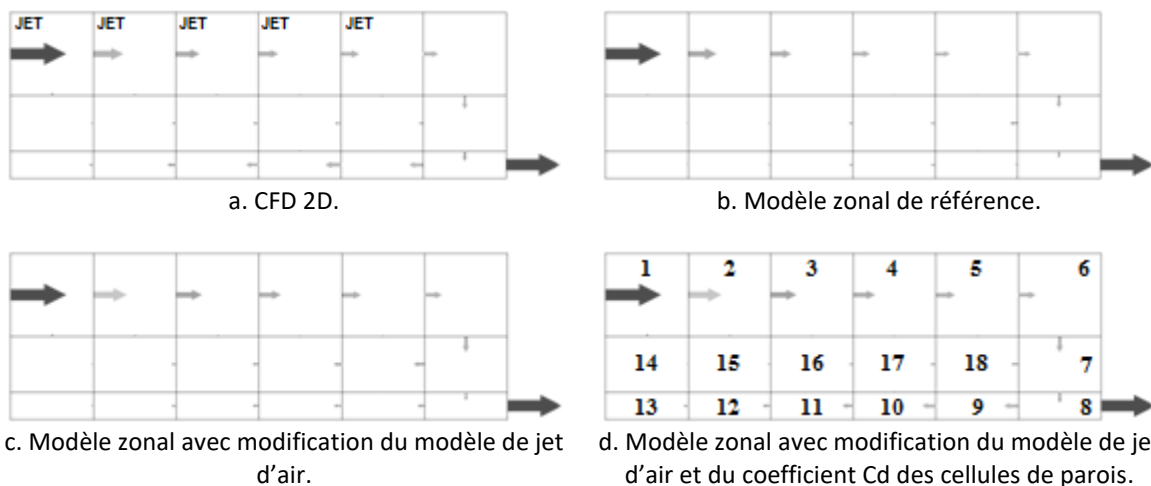 JET JET JET JET JET
a. CFD 2D.
b. Modèle zonal de référence.
1 2 3 4 5 6
14 15 16 17 18 7
13 12 11 10 9 8
c. Modèle zonal avec modification du modèle de jet
d'air.
d. Modèle zonal avec modification du modèle de je
d'air et du coefficient Cd des cellules de parois.